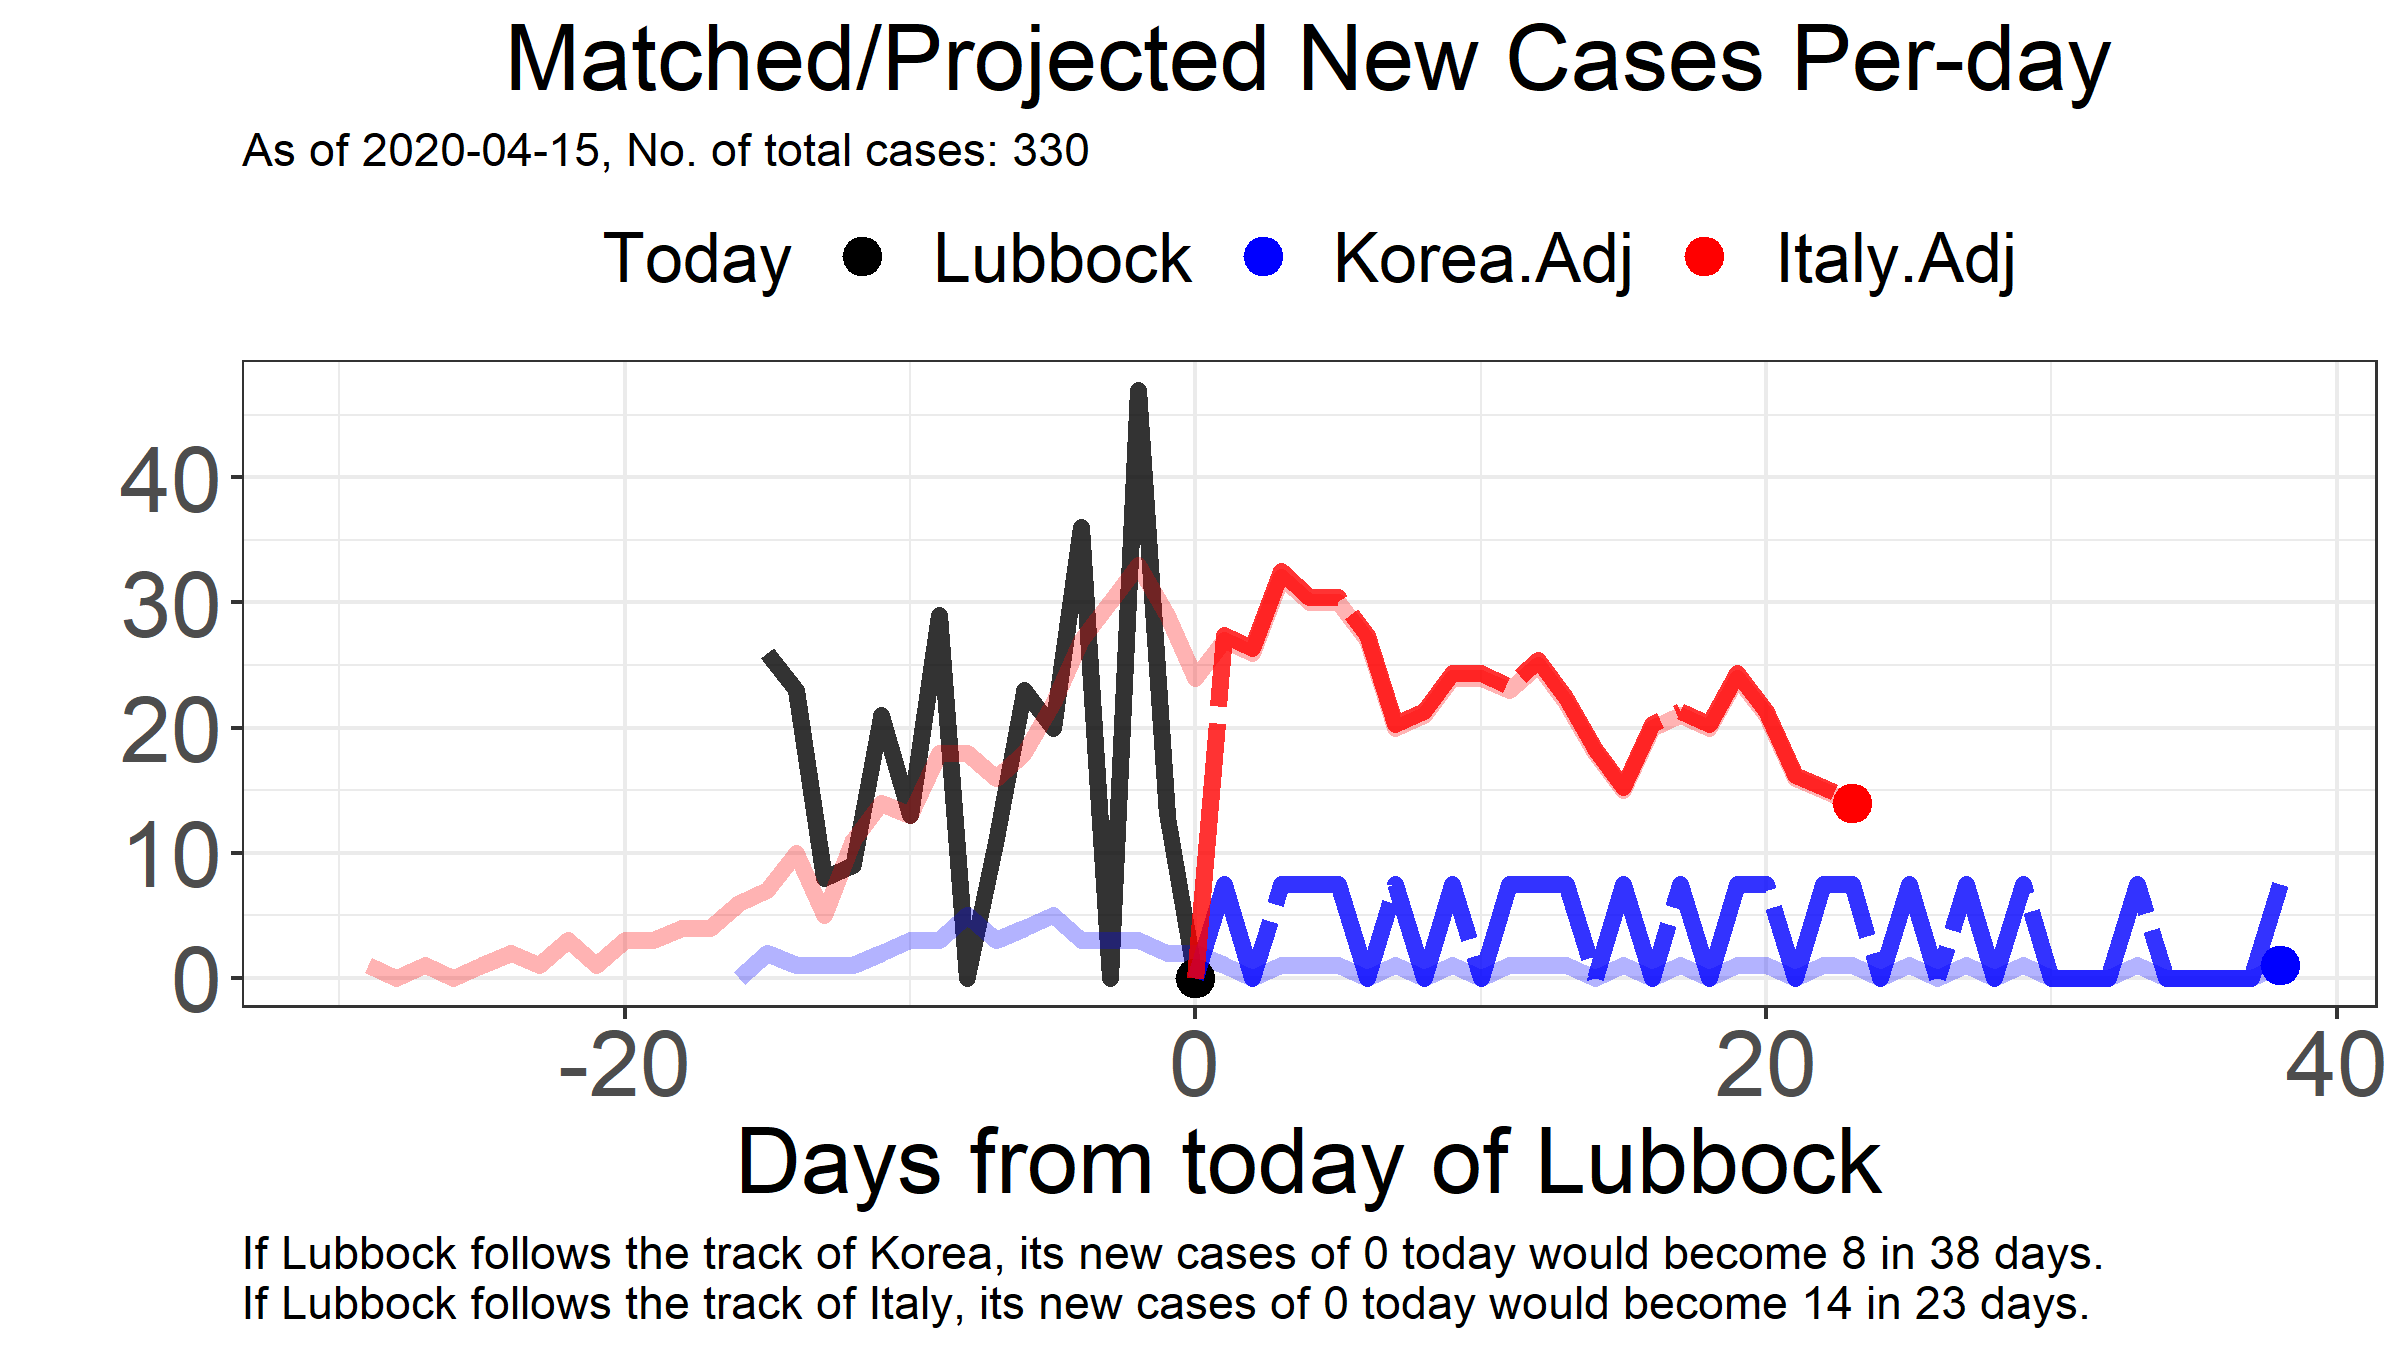 Matched/Projected New Cases Per-day
As of 2020-04-15, No. of total cases: 330
Today Lubbock Korea.Adj Italy.Adj
40
30
20
10
0
-20 0 20 40
Days from today of Lubbock
If Lubbock follows the track of Korea, its new cases of 0 today would become 8 in 38 days.
If Lubbock follows the track of Italy, its new cases of 0 today would become 14 in 23 days.